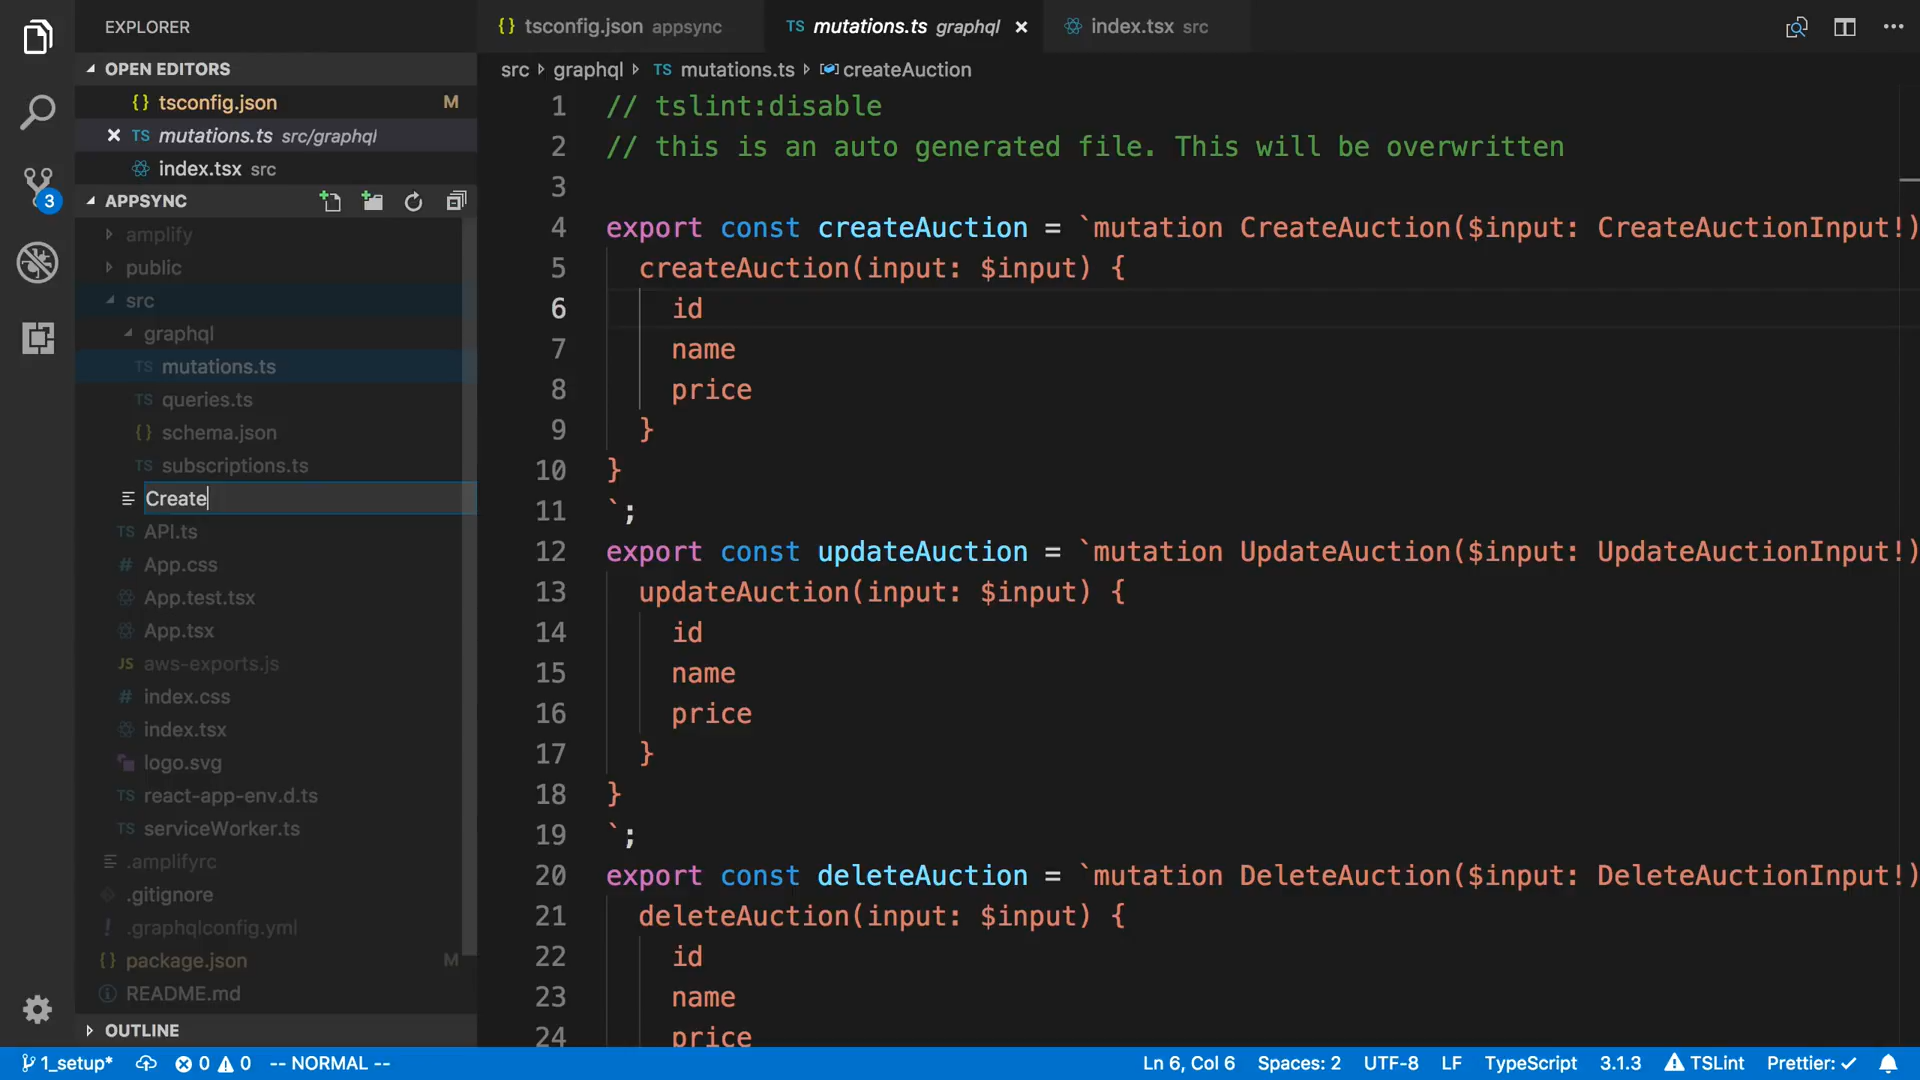 EXPLORER
OPEN EDITORS
{} tsconfig.json M
× TS mutations.ts src/graphql
index.tsx src
3
APPSYNC
amplify
public
src
graphql
TS mutations.ts
TS queries.ts
{} schema.json
TS subscriptions.ts
Create
TS API.ts
# App.css
App.test.tsx
App.tsx
JS aws-exports.js
# index.css
index.tsx
logo.svg
TS react-app-env.d.ts
TS serviceWorker.ts
.amplifyrc
.gitignore
! .graphqlconfig.yml
{} package.json M
README.md
OUTLINE
{} tsconfig.json appsync
TS mutations.ts graphql ×
index.tsx src
src › graphql › TS mutations.ts › createAuction
1 // tslint:disable
2 // this is an auto generated file. This will be overwritten
3
4 export const createAuction = `mutation CreateAuction($input: CreateAuctionInput!)
5 createAuction(input: $input) {
6 id
7 name
8 price
9 }
10 }
11 `;
12 export const updateAuction = `mutation UpdateAuction($input: UpdateAuctionInput!)
13 updateAuction(input: $input) {
14 id
15 name
16 price
17 }
18 }
19 `;
20 export const deleteAuction = `mutation DeleteAuction($input: DeleteAuctionInput!)
21 deleteAuction(input: $input) {
22 id
23 name
24 price
1_setup* 0 0 -- NORMAL -- Ln 6, Col 6 Spaces: 2 UTF-8 LF TypeScript 3.1.3 TSLint Prettier: ✓